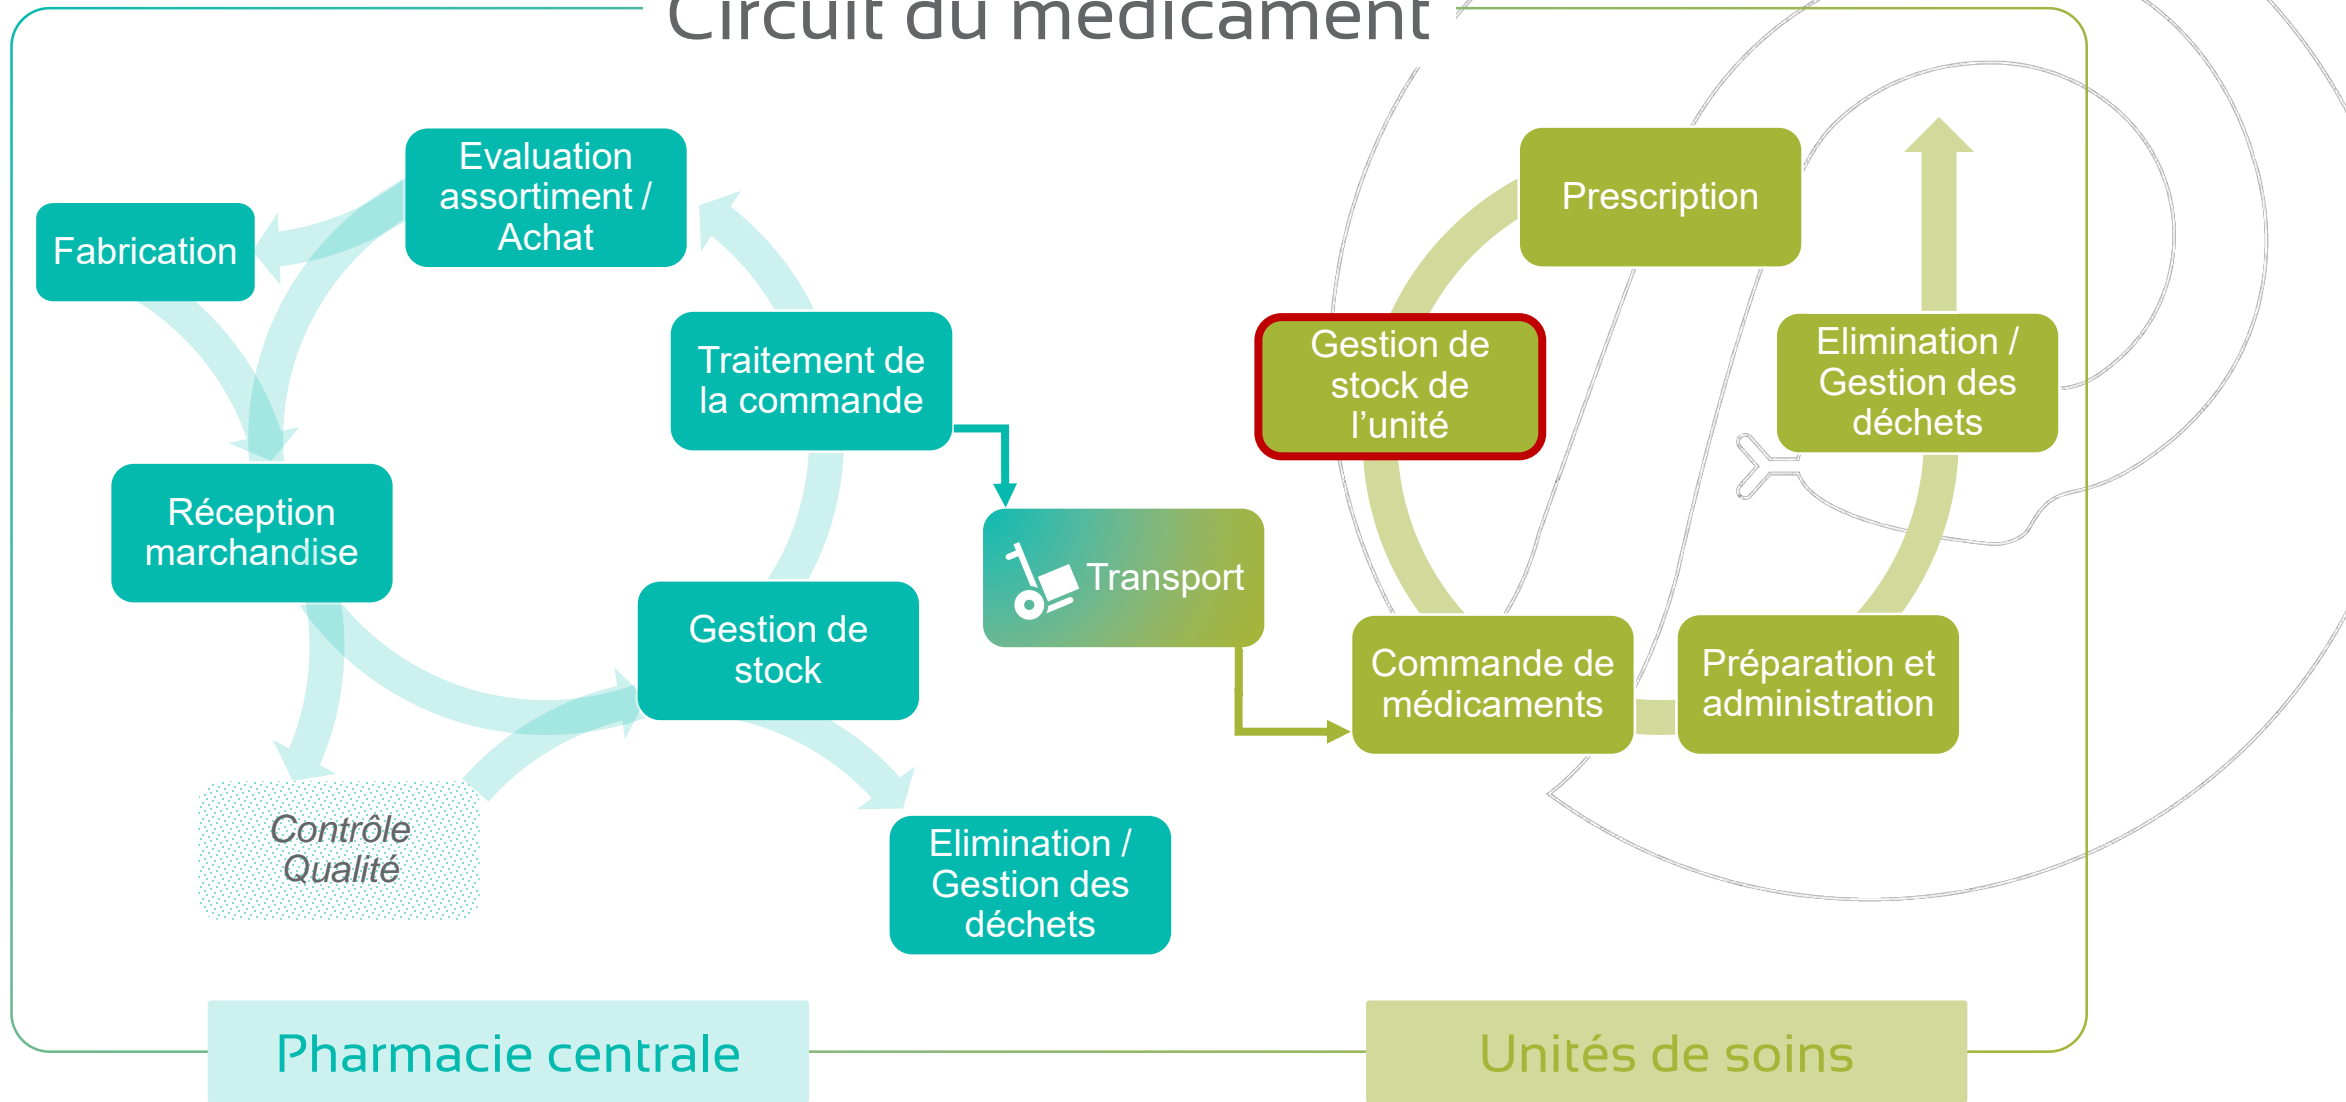 Circuit du médicament
Evaluation
assortiment /
Achat
Fabrication
Traitement de
la commande
Réception
marchandise
Gestion de
stock
Contrôle
Qualité
Elimination /
Gestion des
déchets
Transport
Prescription
Gestion de
stock de
l’unité
Elimination /
Gestion des
déchets
Commande de
médicaments
Préparation et
administration
Pharmacie centrale
Unités de soins